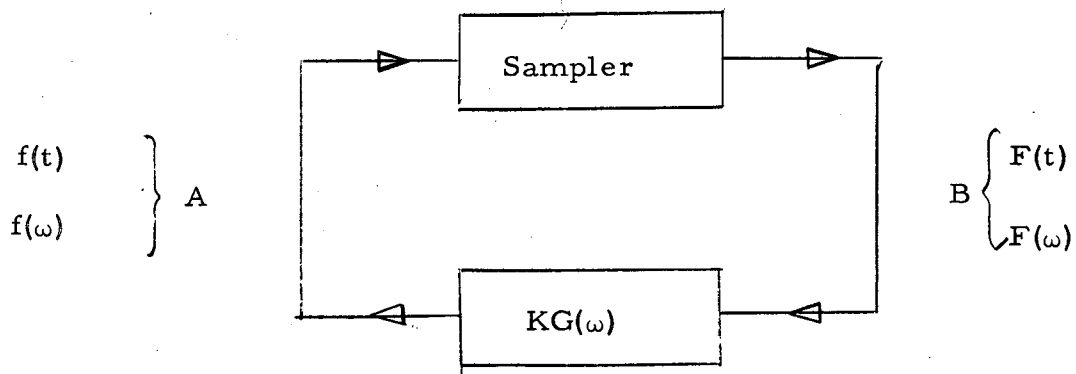 Sampler
f(t)
A
f(ω)
B
F(t)
F(ω)
KG(ω)